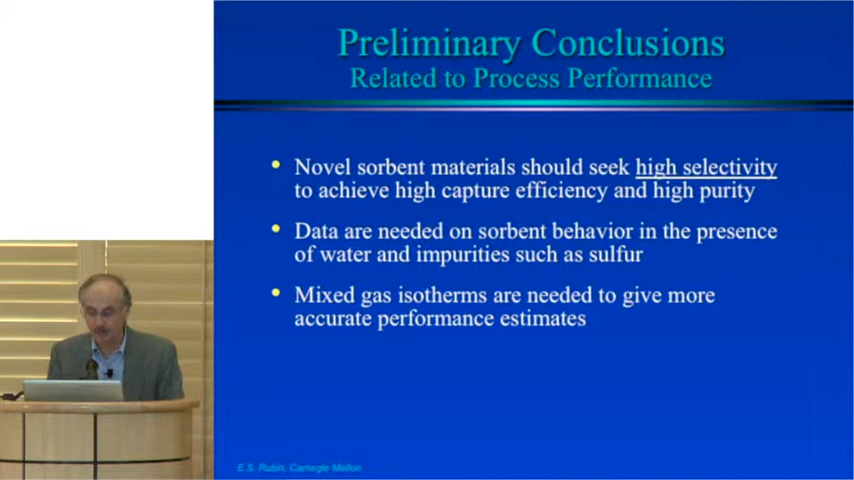 Preliminary Conclusions
Related to Process Performance
Novel sorbent materials should seek high selectivity
to achieve high capture efficiency and high purity
Data are needed on sorbent behavior in the presence
of water and impurities such as sulfur
Mixed gas isotherms are needed to give more
accurate performance estimates
E.S. Rubin, Carnegie Mellon